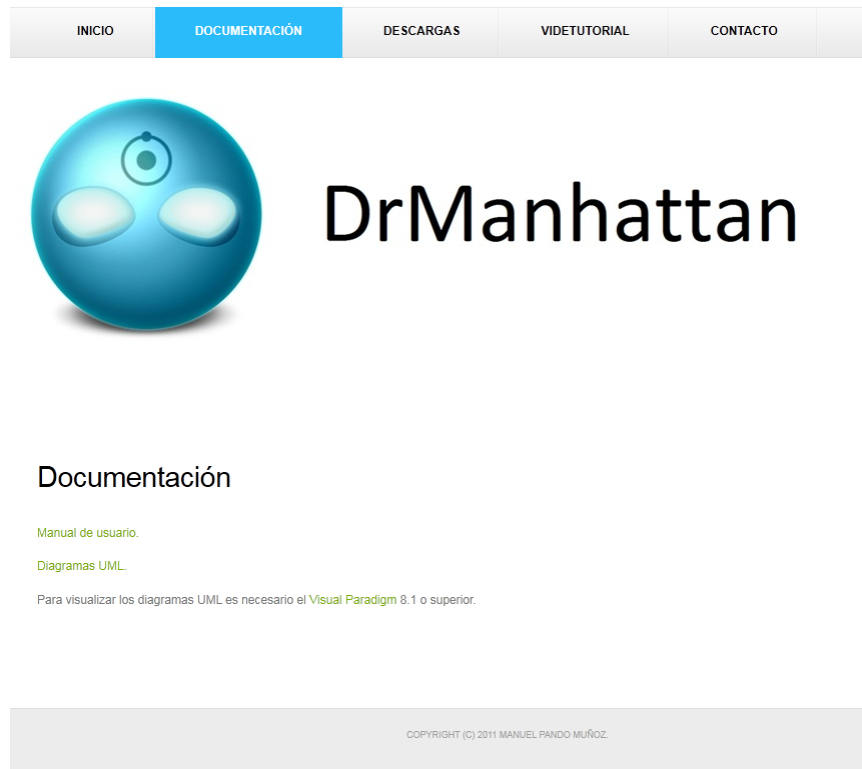 INICIO DOCUMENTACIÓN DESCARGAS VIDETUTORIAL CONTACTO
DrManhattan
Documentación
Manual de usuario.
Diagramas UML.
Para visualizar los diagramas UML es necesario el Visual Paradigm 8.1 o superior.
COPYRIGHT (C) 2011 MANUEL PANDO MUÑOZ.